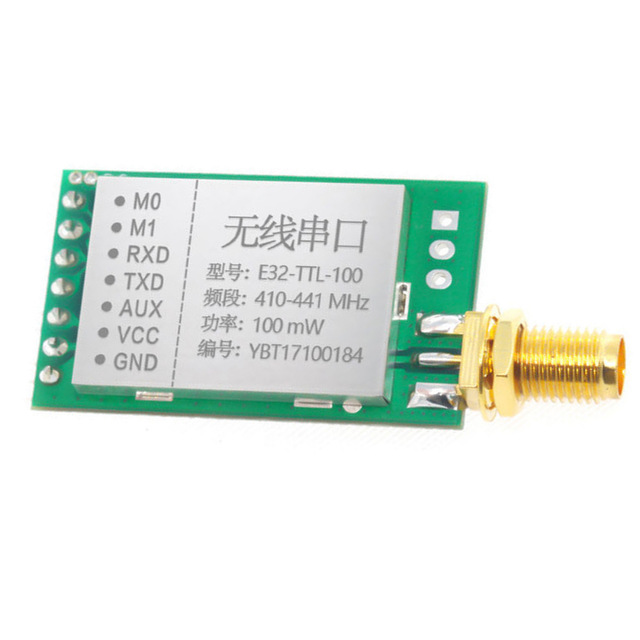 M0
M1
RXD
TXD
AUX
VCC
GND
无线串口
型号: E32-TTL-100
频段: 410-441 MHz
功率: 100 mW
编号: YBT17100184